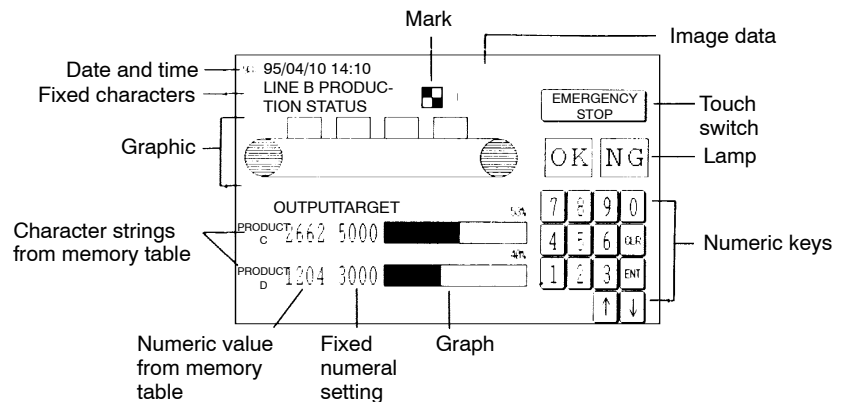 Mark
Image data
Date and time
95/04/10 14:10
Fixed characters
LINE B PRODUC-
TION STATUS
EMERGENCY
STOP
Touch
switch
Graphic
OK NG
Lamp
OUTPUTTARGET
7 8 9 0
Character strings
from memory table
PRODUCT
C
2662 5000
4 5 6 CLR
Numeric keys
PRODUCT
D
1204 3000
1 2 3 ENT
↑ ↓
Numeric value
from memory
table
Fixed
numeral
setting
Graph